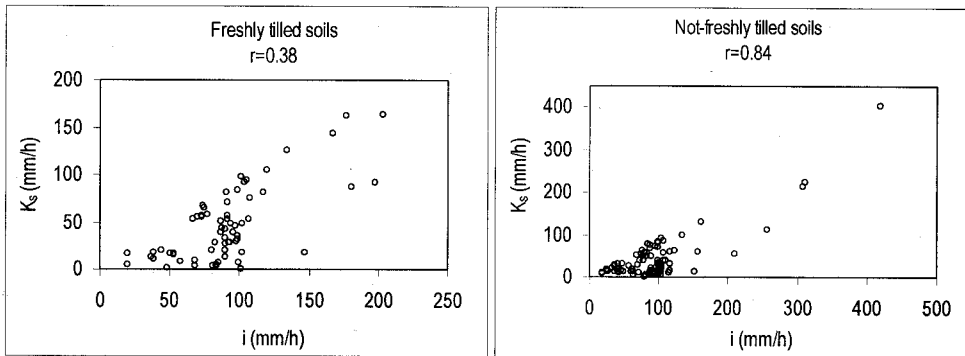 Freshly tilled soils
r=0.38
200
150
100
50
0
Ks (mm/h)
0 50 100 150 200 250
i (mm/h)
Not-freshly tilled soils
r=0.84
400
300
200
100
0
Ks (mm/h)
0 100 200 300 400 500
i (mm/h)